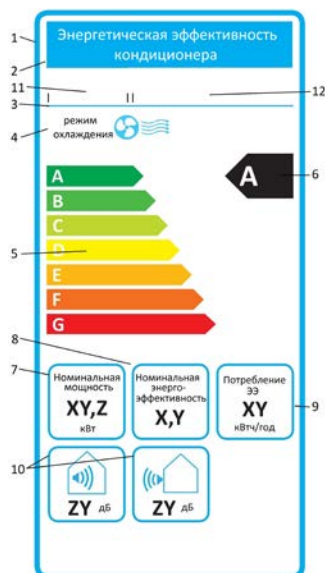 1
Энергетическая эффективность
кондиционера
2
11
I
II
12
3
4
режим
охлаждения
A
A
6
B
C
5
D
E
F
G
8
7
Номинальная
мощность
XY,Z
кВт
Номинальная
энерго-
эффективность
X,Y
Потребление
ЭЭ
XY
кВтч/год
9
10
ZY дБ
ZY дБ